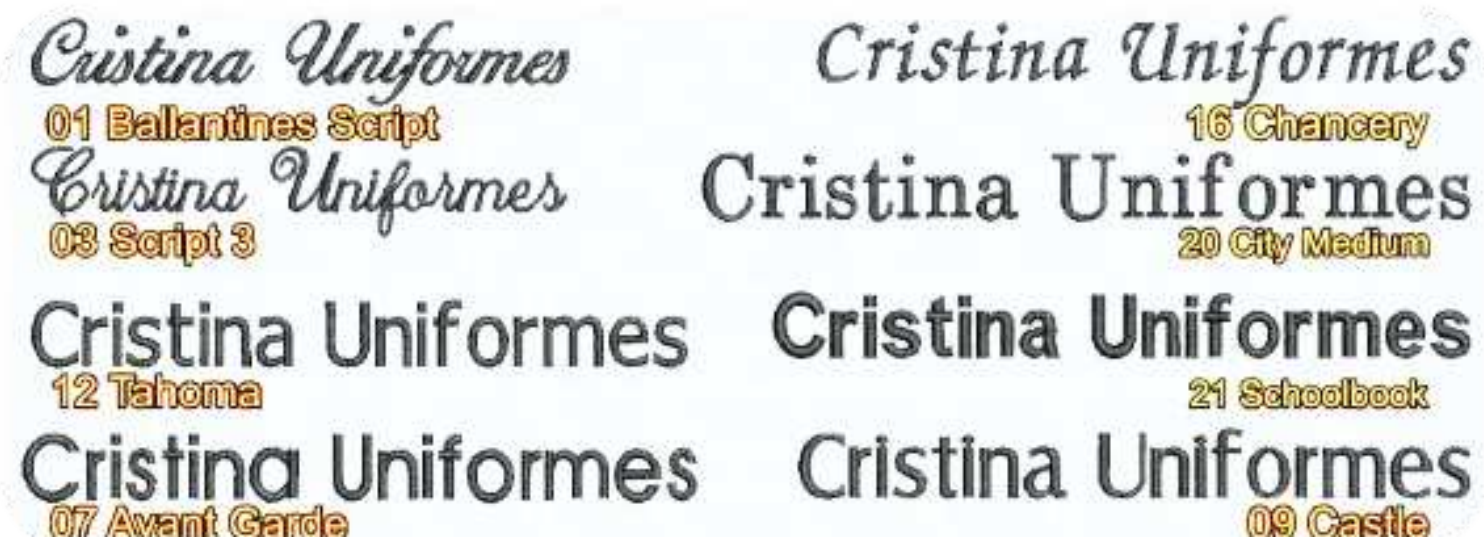 Cristina Uniformes
01 Ballantines Script
Cristina Uniformes
03 Script 3
Cristina Uniformes
12 Tahoma
Cristina Uniformes
07 Avant Garde
Cristina Uniformes
16 Chancery
Cristina Uniformes
20 City Medium
Cristina Uniformes
21 Schoolbook
Cristina Uniformes
09 Castle